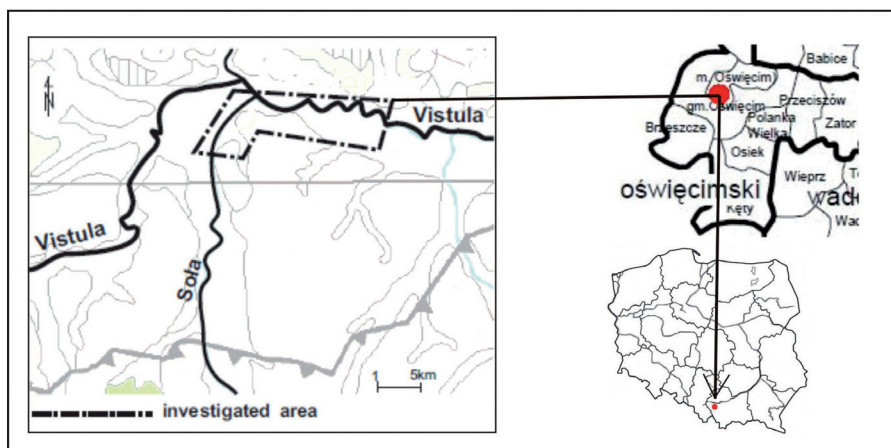 N
Vistula
Vistula
Soła
1 5km
investigated area
Babice
m. Oświęcim
gm.Oświęcim
Przeciszów
Brzeszcze
Polanka
Wielka
Zator
Osiek
Wieprz
oświęcimski
Kęty